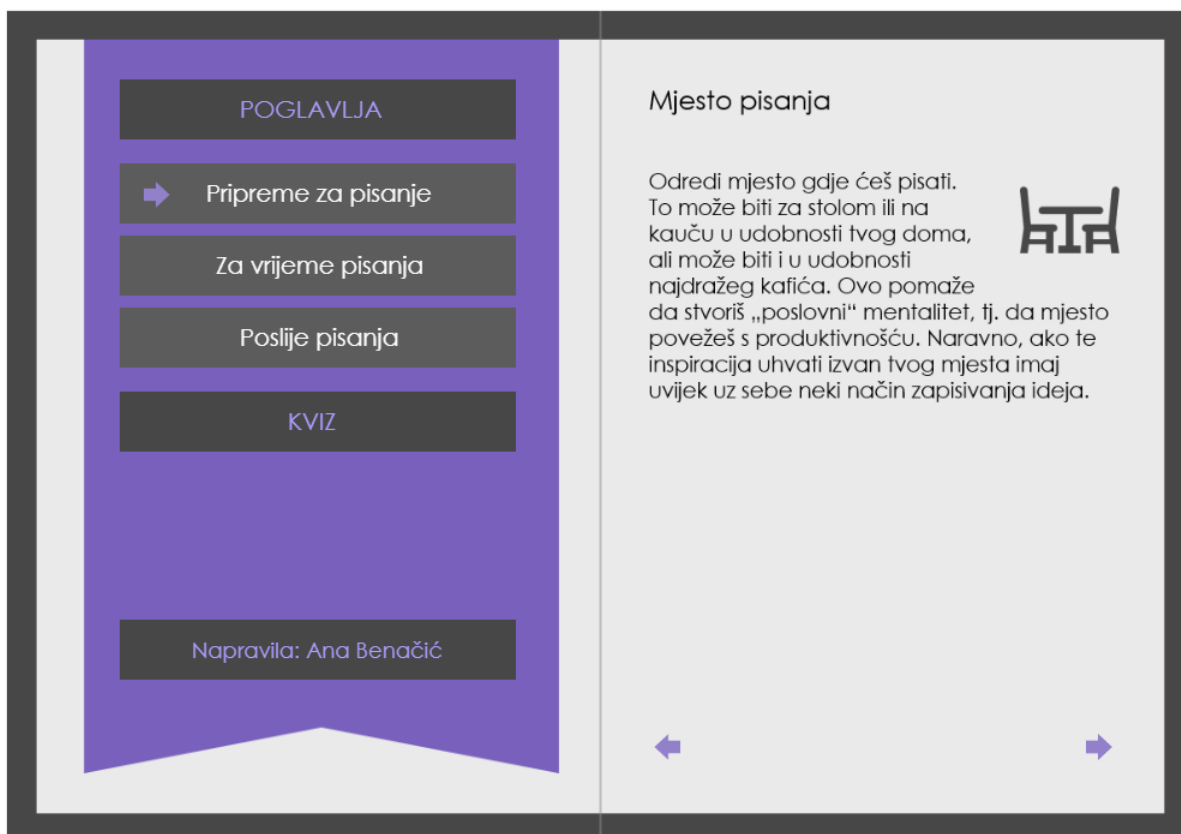 POGLAVLJA
Pripreme za pisanje
Za vrijeme pisanja
Poslije pisanja
KVIZ
Napravila: Ana Benačić
Mjesto pisanja
Odredi mjesto gdje ćeš pisati.
To može biti za stolom ili na
kauču u udobnosti tvog doma,
ali može biti i u udobnosti
najdražeg kafića. Ovo pomaže
da stvoriš „poslovni“ mentalitet, tj. da mjesto
povežeš s produktivnošću. Naravno, ako te
inspiracija uhvati izvan tvog mjesta imaj
uvijek uz sebe neki način zapisivanja ideja.